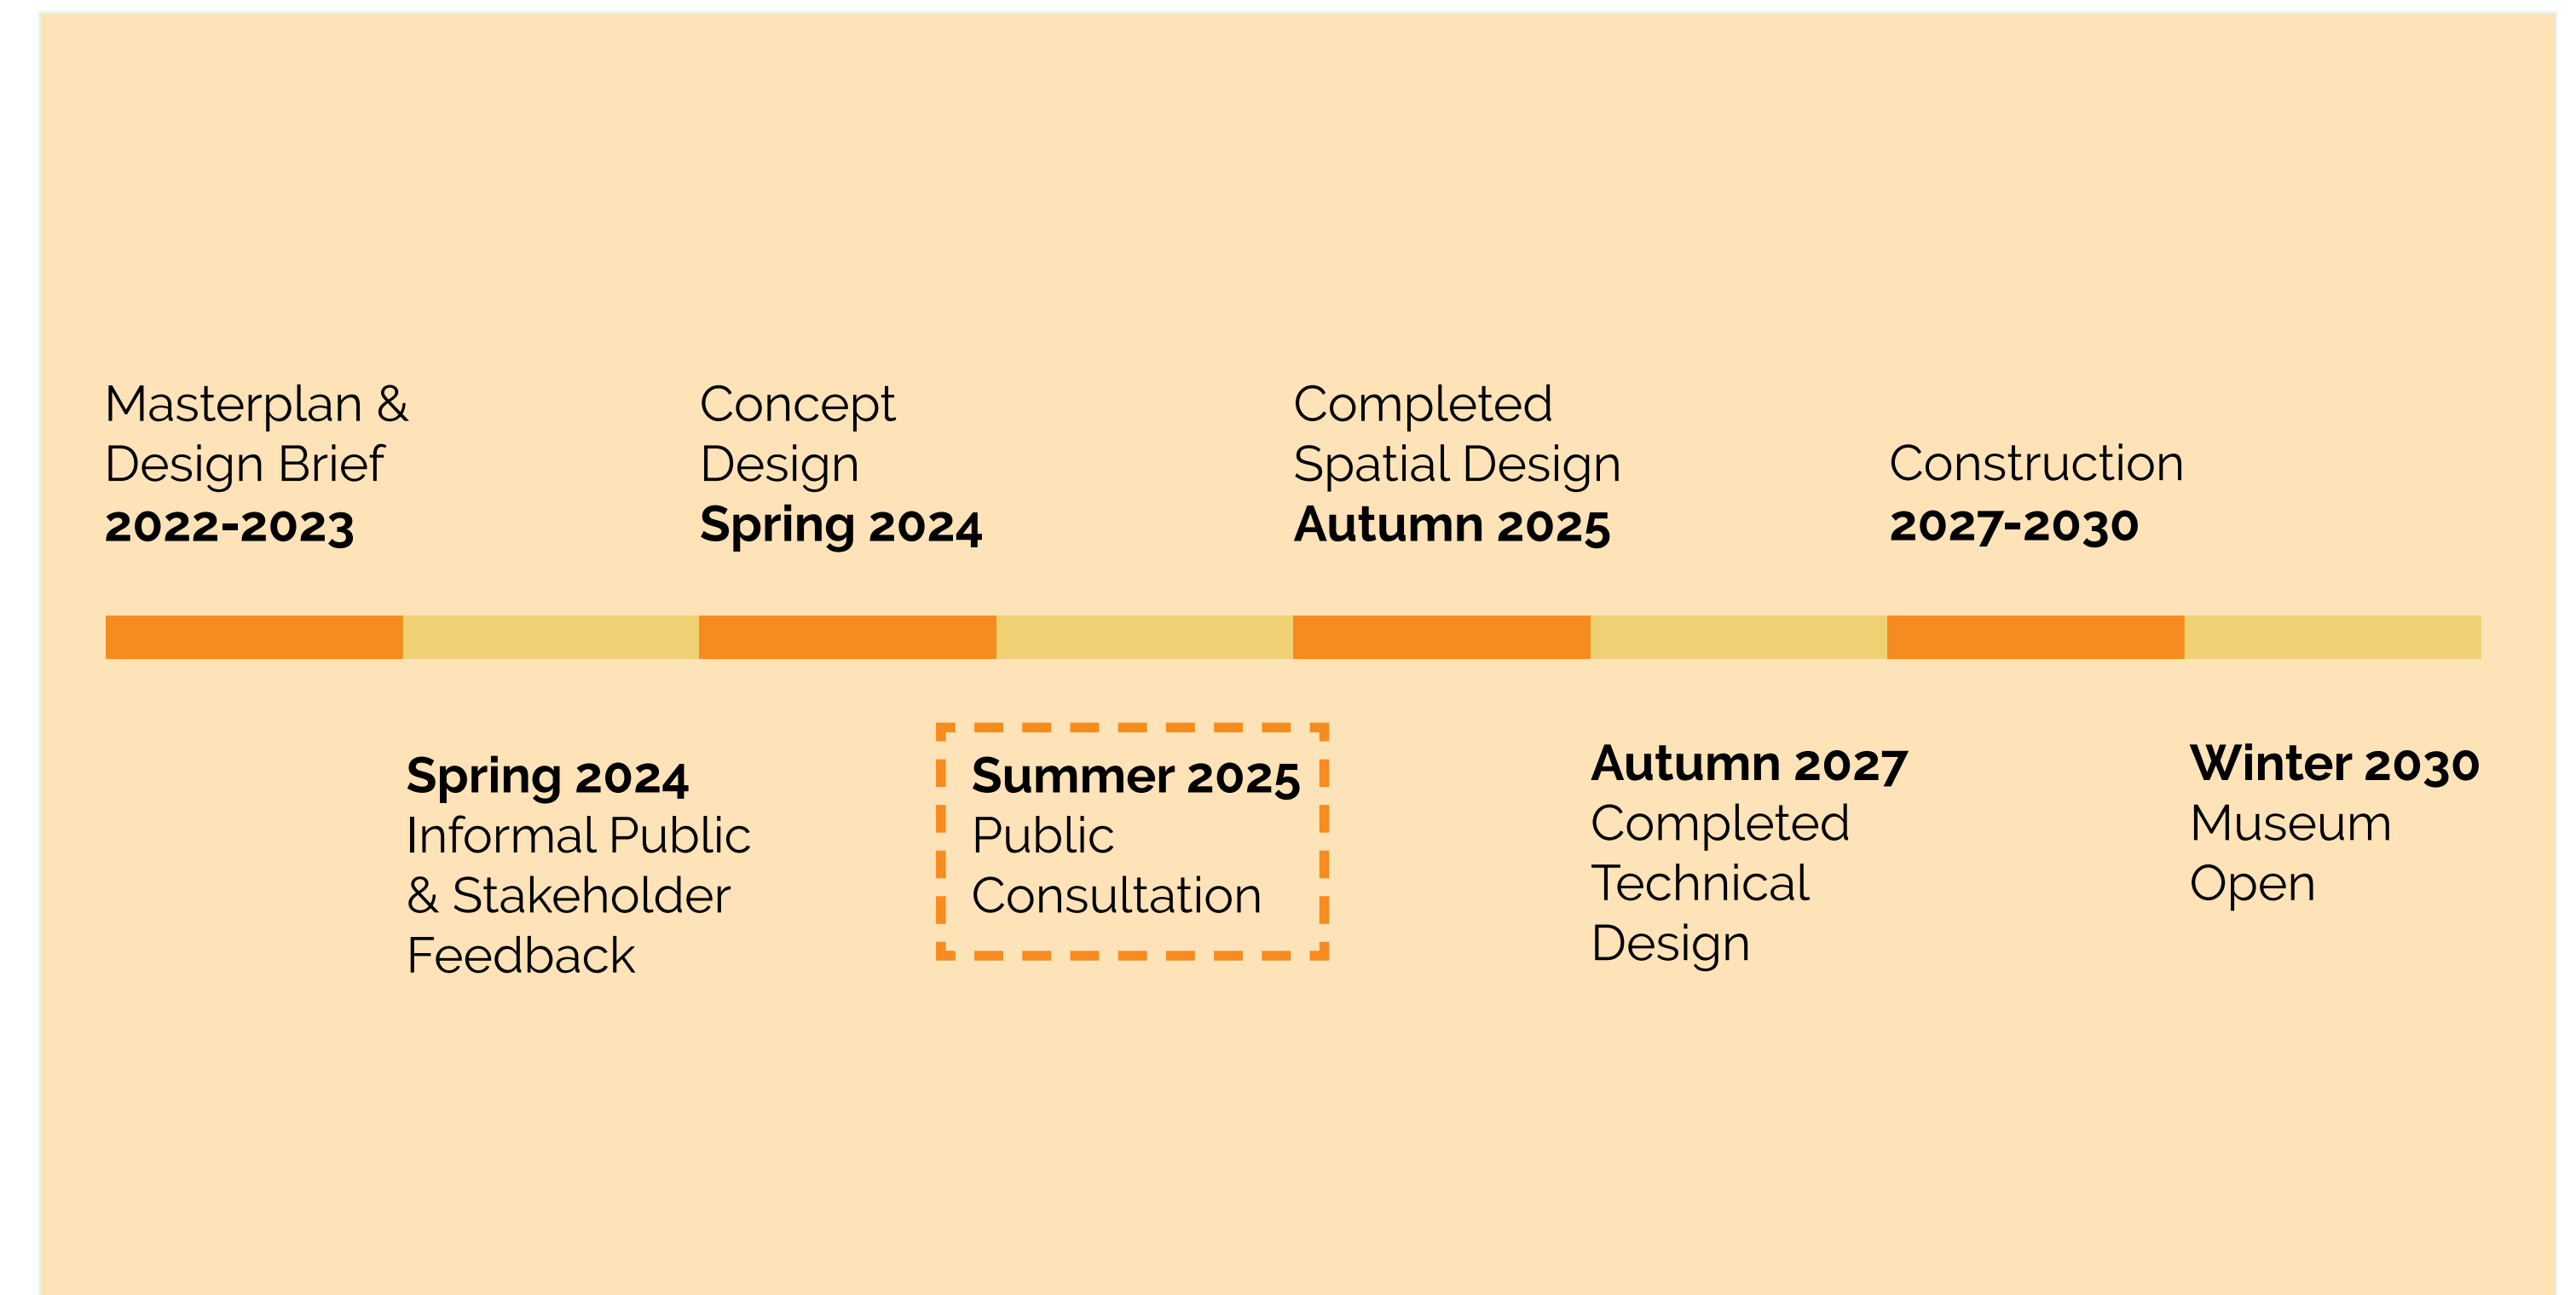 Masterplan &
Design Brief
2022-2023
Spring 2024
Informal Public
& Stakeholder
Feedback
Concept
Design
Spring 2024
Summer 2025
Public
Consultation
Completed
Spatial Design
Autumn 2025
Autumn 2027
Completed
Technical
Design
Construction
2027-2030
Winter 2030
Museum
Open